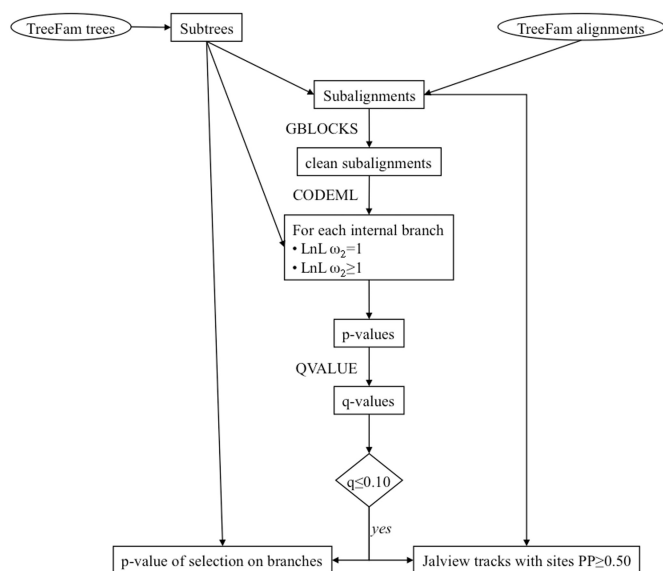 TreeFam trees
Subtrees
TreeFam alignments
Subalignments
GBLOCKS
clean subalignments
CODEML
For each internal branch
• LnL ω₂=1
• LnL ω₂≥1
p-values
QVALUE
q-values
q≤0.10
yes
p-value of selection on branches
Jalview tracks with sites PP≥0.50